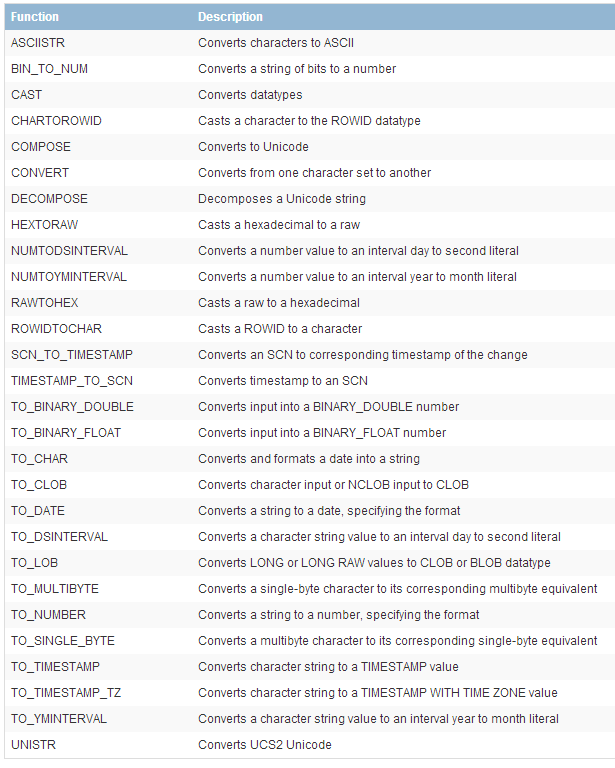 Function Description
ASCIISTR Converts characters to ASCII
BIN_TO_NUM Converts a string of bits to a number
CAST Converts datatypes
CHARTOROWID Casts a character to the ROWID datatype
COMPOSE Converts to Unicode
CONVERT Converts from one character set to another
DECOMPOSE Decomposes a Unicode string
HEXTORAW Casts a hexadecimal to a raw
NUMTODSINTERVAL Converts a number value to an interval day to second literal
NUMTOYMINTERVAL Converts a number value to an interval year to month literal
RAWTOHEX Casts a raw to a hexadecimal
ROWIDTOCHAR Casts a ROWID to a character
SCN_TO_TIMESTAMP Converts an SCN to corresponding timestamp of the change
TIMESTAMP_TO_SCN Converts timestamp to an SCN
TO_BINARY_DOUBLE Converts input into a BINARY_DOUBLE number
TO_BINARY_FLOAT Converts input into a BINARY_FLOAT number
TO_CHAR Converts and formats a date into a string
TO_CLOB Converts character input or NCLOB input to CLOB
TO_DATE Converts a string to a date, specifying the format
TO_DSINTERVAL Converts a character string value to an interval day to second literal
TO_LOB Converts LONG or LONG RAW values to CLOB or BLOB datatype
TO_MULTIBYTE Converts a single-byte character to its corresponding multibyte equivalent
TO_NUMBER Converts a string to a number, specifying the format
TO_SINGLE_BYTE Converts a multibyte character to its corresponding single-byte equivalent
TO_TIMESTAMP Converts character string to a TIMESTAMP value
TO_TIMESTAMP_TZ Converts character string to a TIMESTAMP WITH TIME ZONE value
TO_YMINTERVAL Converts a character string value to an interval year to month literal
UNISTR Converts UCS2 Unicode